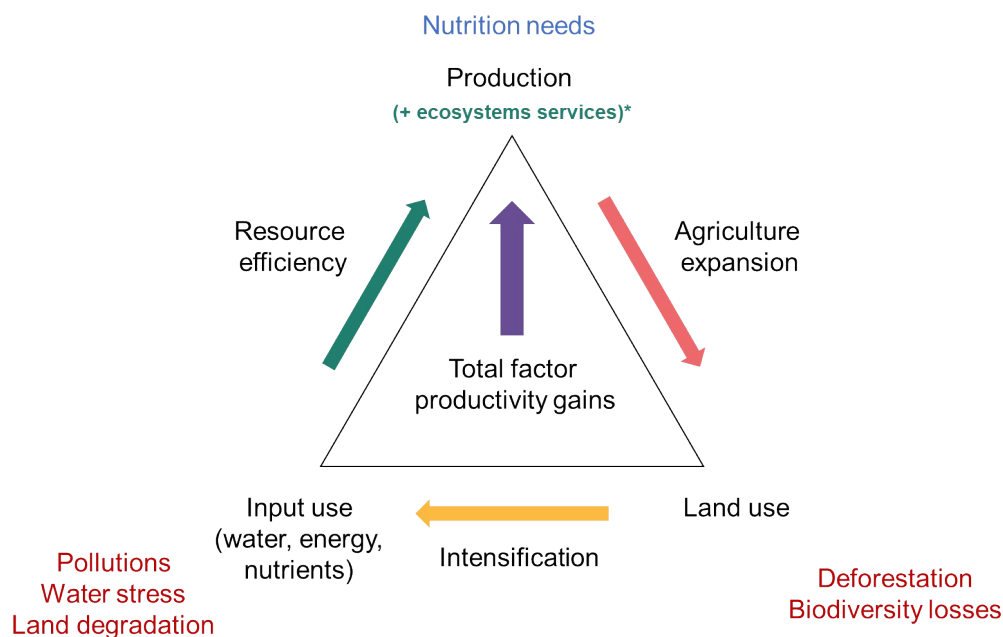 Nutrition needs
Production
(+ ecosystems services)*
Resource
efficiency
Agriculture
expansion
Total factor
productivity gains
Input use
(water, energy,
nutrients)
Intensification
Land use
Pollutions
Water stress
Land degradation
Deforestation
Biodiversity losses